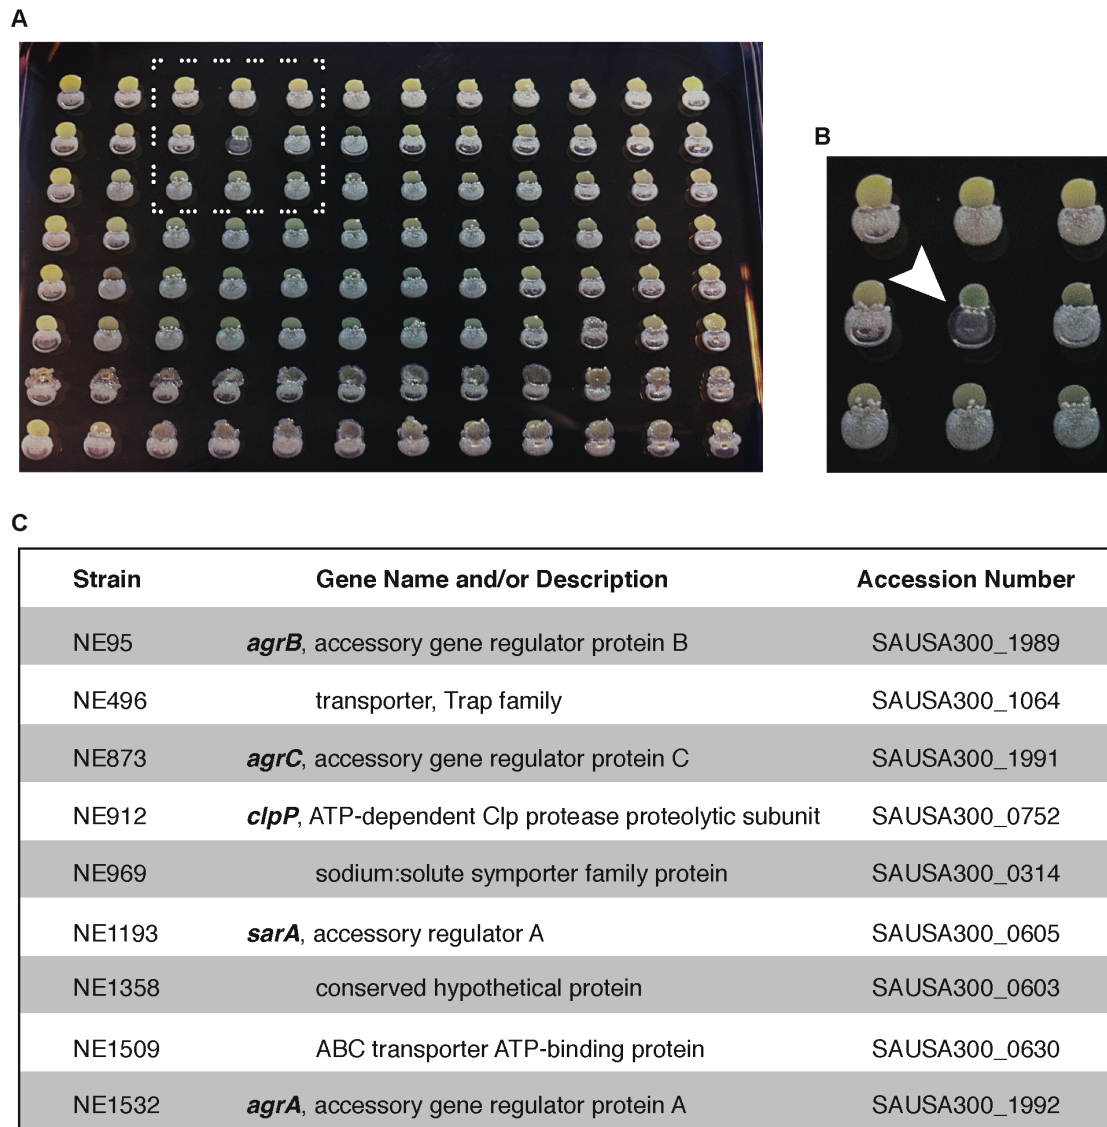 A
B
C
Strain Gene Name and/or Description Accession Number
NE95 agrB, accessory gene regulator protein B SAUSA300_1989
NE496 transporter, Trap family SAUSA300_1064
NE873 agrC, accessory gene regulator protein C SAUSA300_1991
NE912 clpP, ATP-dependent Clp protease proteolytic subunit SAUSA300_0752
NE969 sodium:solute symporter family protein SAUSA300_0314
NE1193 sarA, accessory regulator A SAUSA300_0605
NE1358 conserved hypothetical protein SAUSA300_0603
NE1509 ABC transporter ATP-binding protein SAUSA300_0630
NE1532 agrA, accessory gene regulator protein A SAUSA300_1992